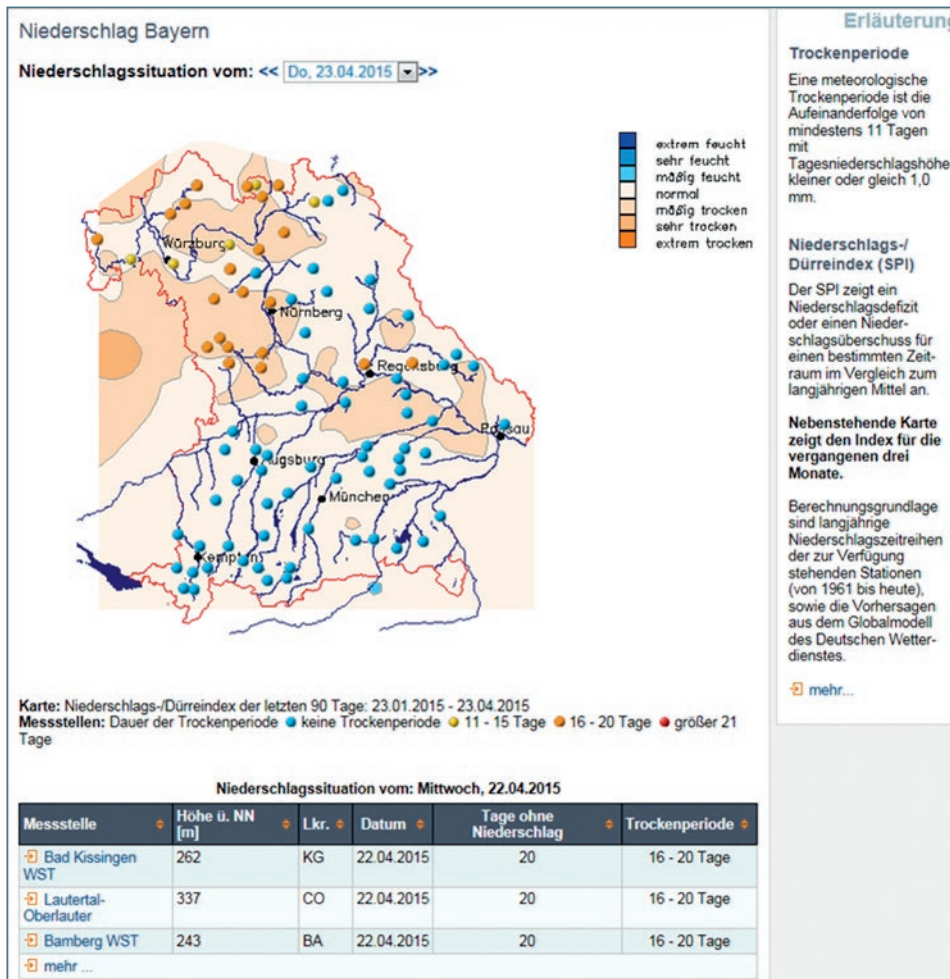 Niederschlag Bayern
Niederschlagssituation vom: << Do, 23.04.2015 >>
extrem feucht
sehr feucht
mäßig feucht
normal
mäßig trocken
sehr trocken
extrem trocken
Würzburg
Nürnberg
Regensburg
Passau
Augsburg
München
Kempten
Karte: Niederschlags-/Dürreindex der letzten 90 Tage: 23.01.2015 - 23.04.2015
Messstellen: Dauer der Trockenperiode keine Trockenperiode 11 - 15 Tage 16 - 20 Tage größer 21
Tage
Niederschlagssituation vom: Mittwoch, 22.04.2015
Messstelle Höhe ü. NN [m] Lkr. Datum Tage ohne Niederschlag Trockenperiode
Bad Kissingen WST 262 KG 22.04.2015 20 16 - 20 Tage
Lautertal-Oberlauter 337 CO 22.04.2015 20 16 - 20 Tage
Bamberg WST 243 BA 22.04.2015 20 16 - 20 Tage
mehr ...
Erläuterung
Trockenperiode
Eine meteorologische
Trockenperiode ist die
Aufeinanderfolge von
mindestens 11 Tagen
mit
Tagesniederschlagshöhe
kleiner oder gleich 1,0
mm.
Niederschlags-/
Dürreindex (SPI)
Der SPI zeigt ein
Niederschlagsdefizit
oder einen Nieder-
schlagsüberschuss für
einen bestimmten Zeit-
raum im Vergleich zum
langjährigen Mittel an.
Nebenstehende Karte
zeigt den Index für die
vergangenen drei
Monate.
Berechnungsgrundlage
sind langjährige
Niederschlagszeitreihen
der zur Verfügung
stehenden Stationen
(von 1961 bis heute),
sowie die Vorhersagen
aus dem Globalmodell
des Deutschen Wetter-
dienstes.
mehr...